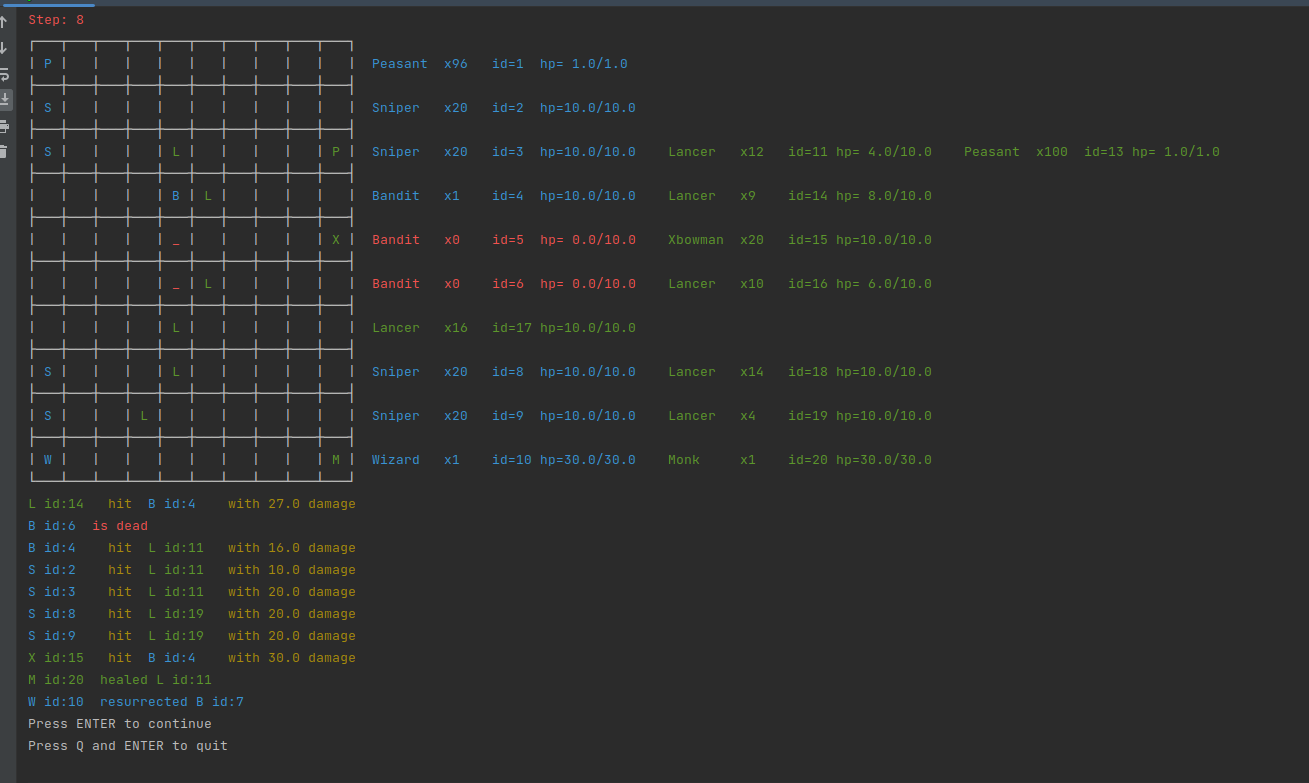 Step: 8
P Peasant x96 id=1 hp= 1.0/1.0
S Sniper x20 id=2 hp=10.0/10.0
S L P Sniper x20 id=3 hp=10.0/10.0 Lancer x12 id=11 hp= 4.0/10.0 Peasant x100 id=13 hp= 1.0/1.0
B L Bandit x1 id=4 hp=10.0/10.0 Lancer x9 id=14 hp= 8.0/10.0
_ X Bandit x0 id=5 hp= 0.0/10.0 Xbowman x20 id=15 hp=10.0/10.0
_ L Bandit x0 id=6 hp= 0.0/10.0 Lancer x10 id=16 hp= 6.0/10.0
L Lancer x16 id=17 hp=10.0/10.0
S L Sniper x20 id=8 hp=10.0/10.0 Lancer x14 id=18 hp=10.0/10.0
S L Sniper x20 id=9 hp=10.0/10.0 Lancer x4 id=19 hp=10.0/10.0
W M Wizard x1 id=10 hp=30.0/30.0 Monk x1 id=20 hp=30.0/30.0
L id:14 hit B id:4 with 27.0 damage
B id:6 is dead
B id:4 hit L id:11 with 16.0 damage
S id:2 hit L id:11 with 10.0 damage
S id:3 hit L id:11 with 20.0 damage
S id:8 hit L id:19 with 20.0 damage
S id:9 hit L id:19 with 20.0 damage
X id:15 hit B id:4 with 30.0 damage
M id:20 healed L id:11
W id:10 resurrected B id:7
Press ENTER to continue
Press Q and ENTER to quit